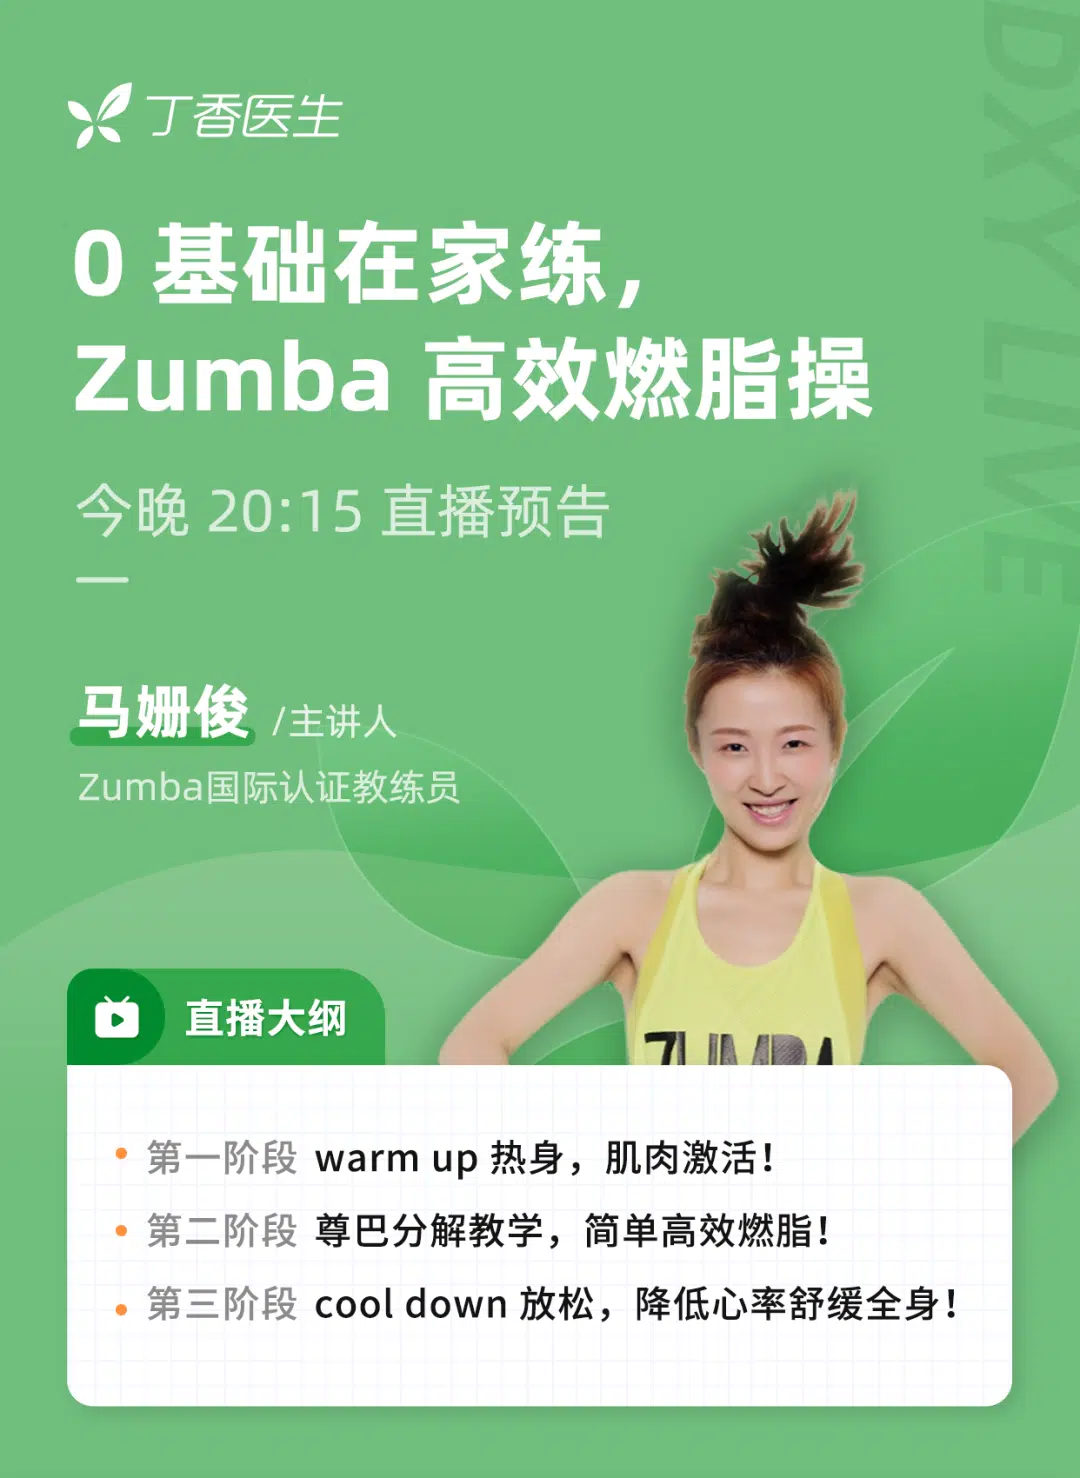 丁香医生
DXY LIVE
0 基础在家练，
Zumba 高效燃脂操
今晚 20:15 直播预告
马姗俊 /主讲人
Zumba国际认证教练员
ZUMBA
直播大纲
第一阶段 warm up 热身，肌肉激活！
第二阶段 尊巴分解教学，简单高效燃脂！
第三阶段 cool down 放松，降低心率舒缓全身！